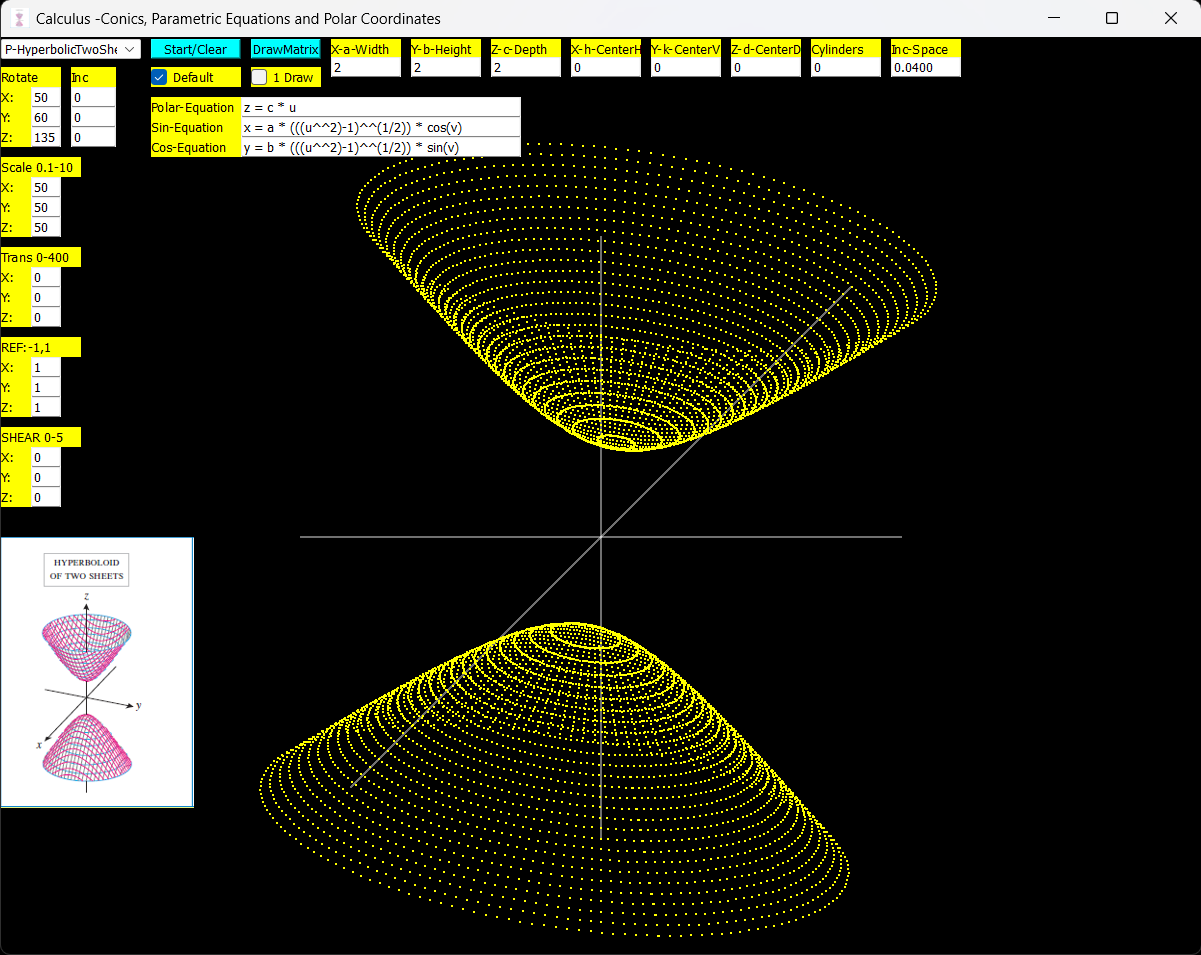 Calculus -Conics, Parametric Equations and Polar Coordinates
P-HyperbolicTwoShe Start/Clear DrawMatrix X-a-Width Y-b-Height Z-c-Depth X-h-CenterH Y-k-CenterV Z-d-CenterD Cylinders Inc-Space
2 2 2 0 0 0 0 0.0400
Rotate Inc Default 1 Draw
X: 50 0
Y: 60 0
Z: 135 0
Polar-Equation z = c * u
Sin-Equation x = a * (((u^^2)-1)^^(1/2)) * cos(v)
Cos-Equation y = b * (((u^^2)-1)^^(1/2)) * sin(v)
Scale 0.1-10
X: 50
Y: 50
Z: 50
Trans 0-400
X: 0
Y: 0
Z: 0
REF:-1,1
X: 1
Y: 1
Z: 1
SHEAR 0-5
X: 0
Y: 0
Z: 0
HYPERBOLOID
OF TWO SHEETS
z
y
x